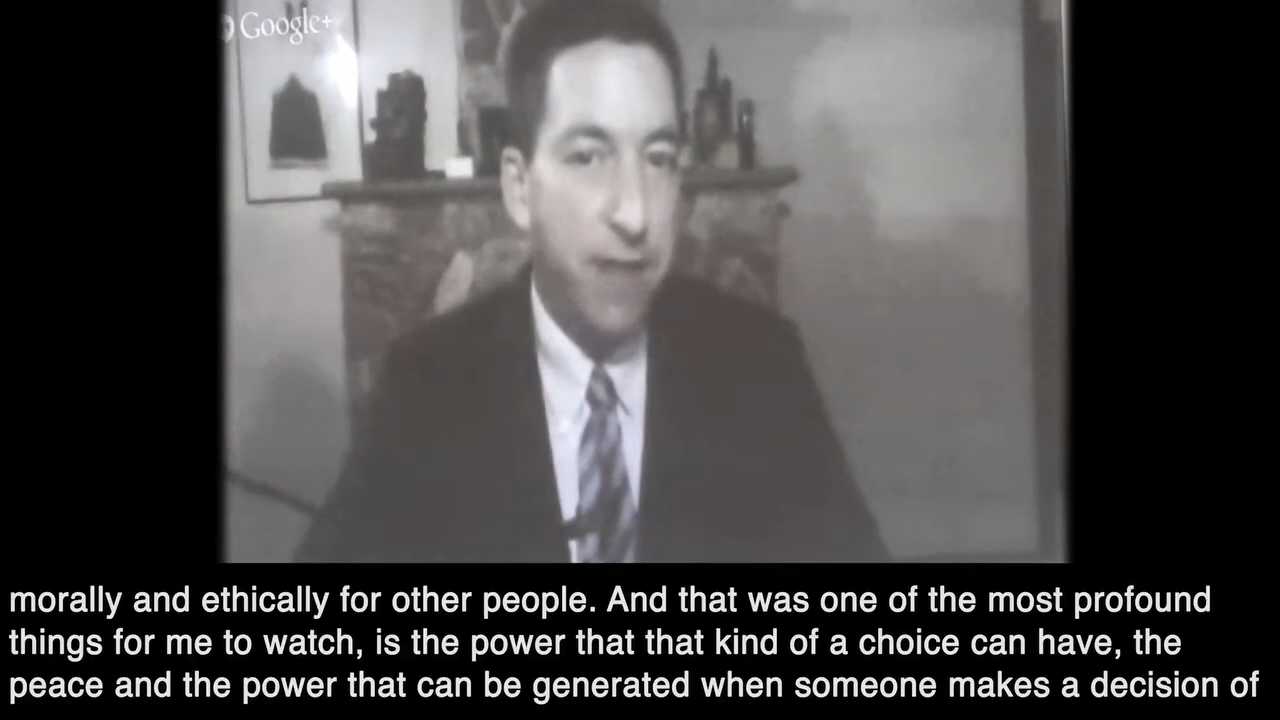 Google+
morally and ethically for other people. And that was one of the most profound
things for me to watch, is the power that that kind of a choice can have, the
peace and the power that can be generated when someone makes a decision of